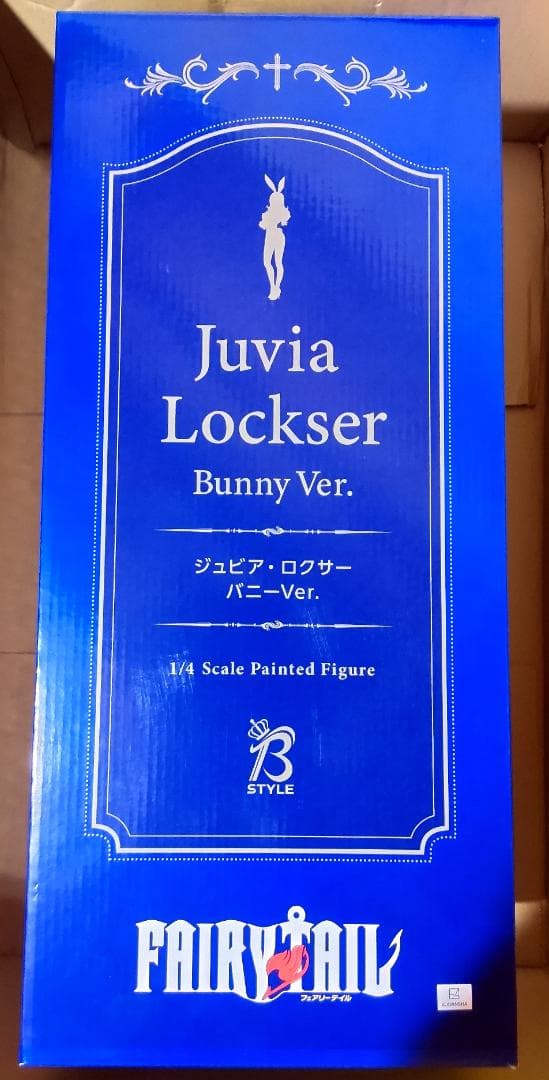 Juvia
Lockser
Bunny Ver.
ジュビア・ロクサー
バニーVer.
1/4 Scale Painted Figure
B
STYLE
FAIRY TAIL
フェアリーテイル